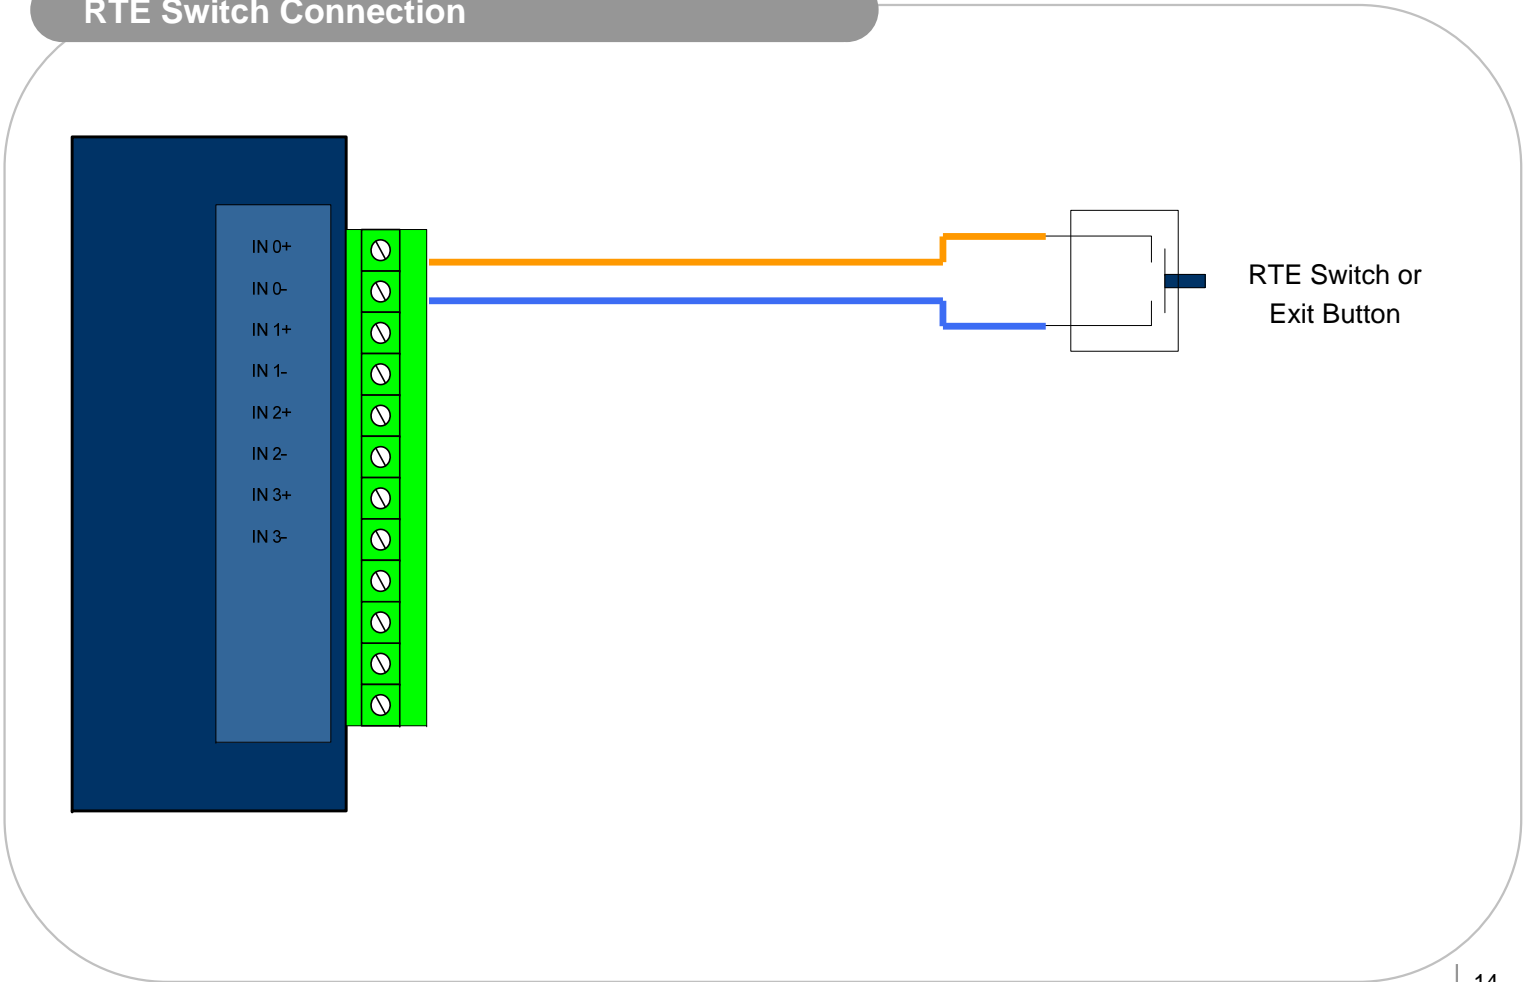 RTE Switch Connection
IN 0+
IN 0-
IN 1+
IN 1-
IN 2+
IN 2-
IN 3+
IN 3-
RTE Switch or
Exit Button
14